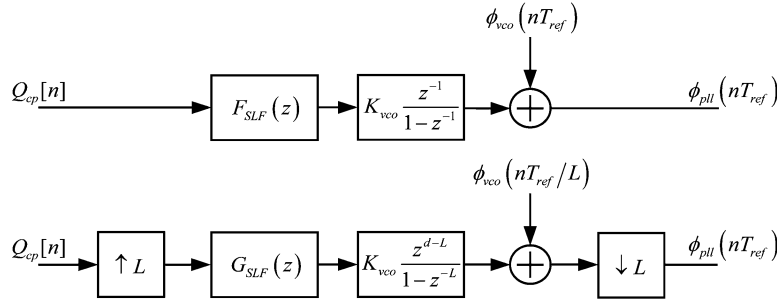 ϕ_vco(nT_ref)
Q_cp[n]
F_SLF(z)
K_vco z^{-1} / (1 − z^{-1})
+
ϕ_pll(nT_ref)
ϕ_vco(nT_ref/L)
Q_cp[n]
↑ L
G_SLF(z)
K_vco z^{d−L} / (1 − z^{−L})
+
↓ L
ϕ_pll(nT_ref)